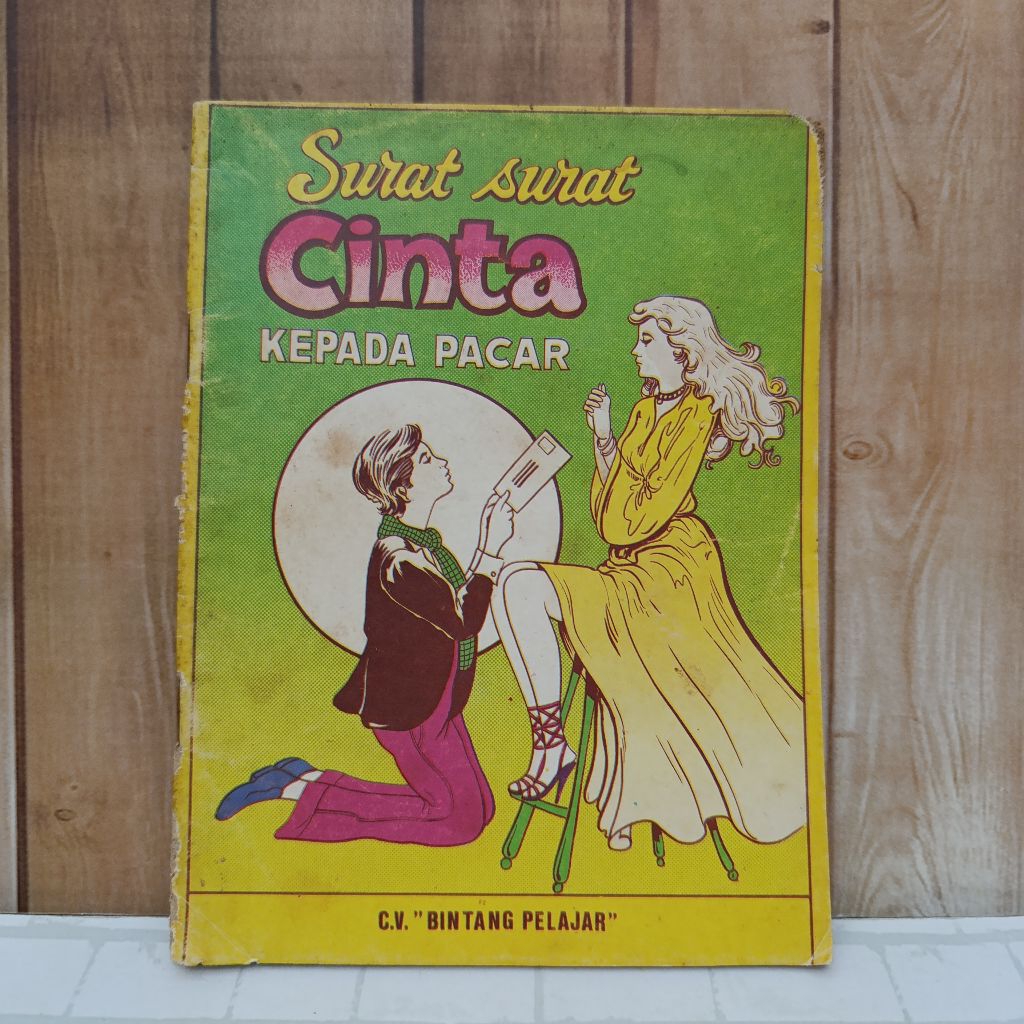 Surat surat
Cinta
KEPADA PACAR
C.V. "BINTANG PELAJAR"